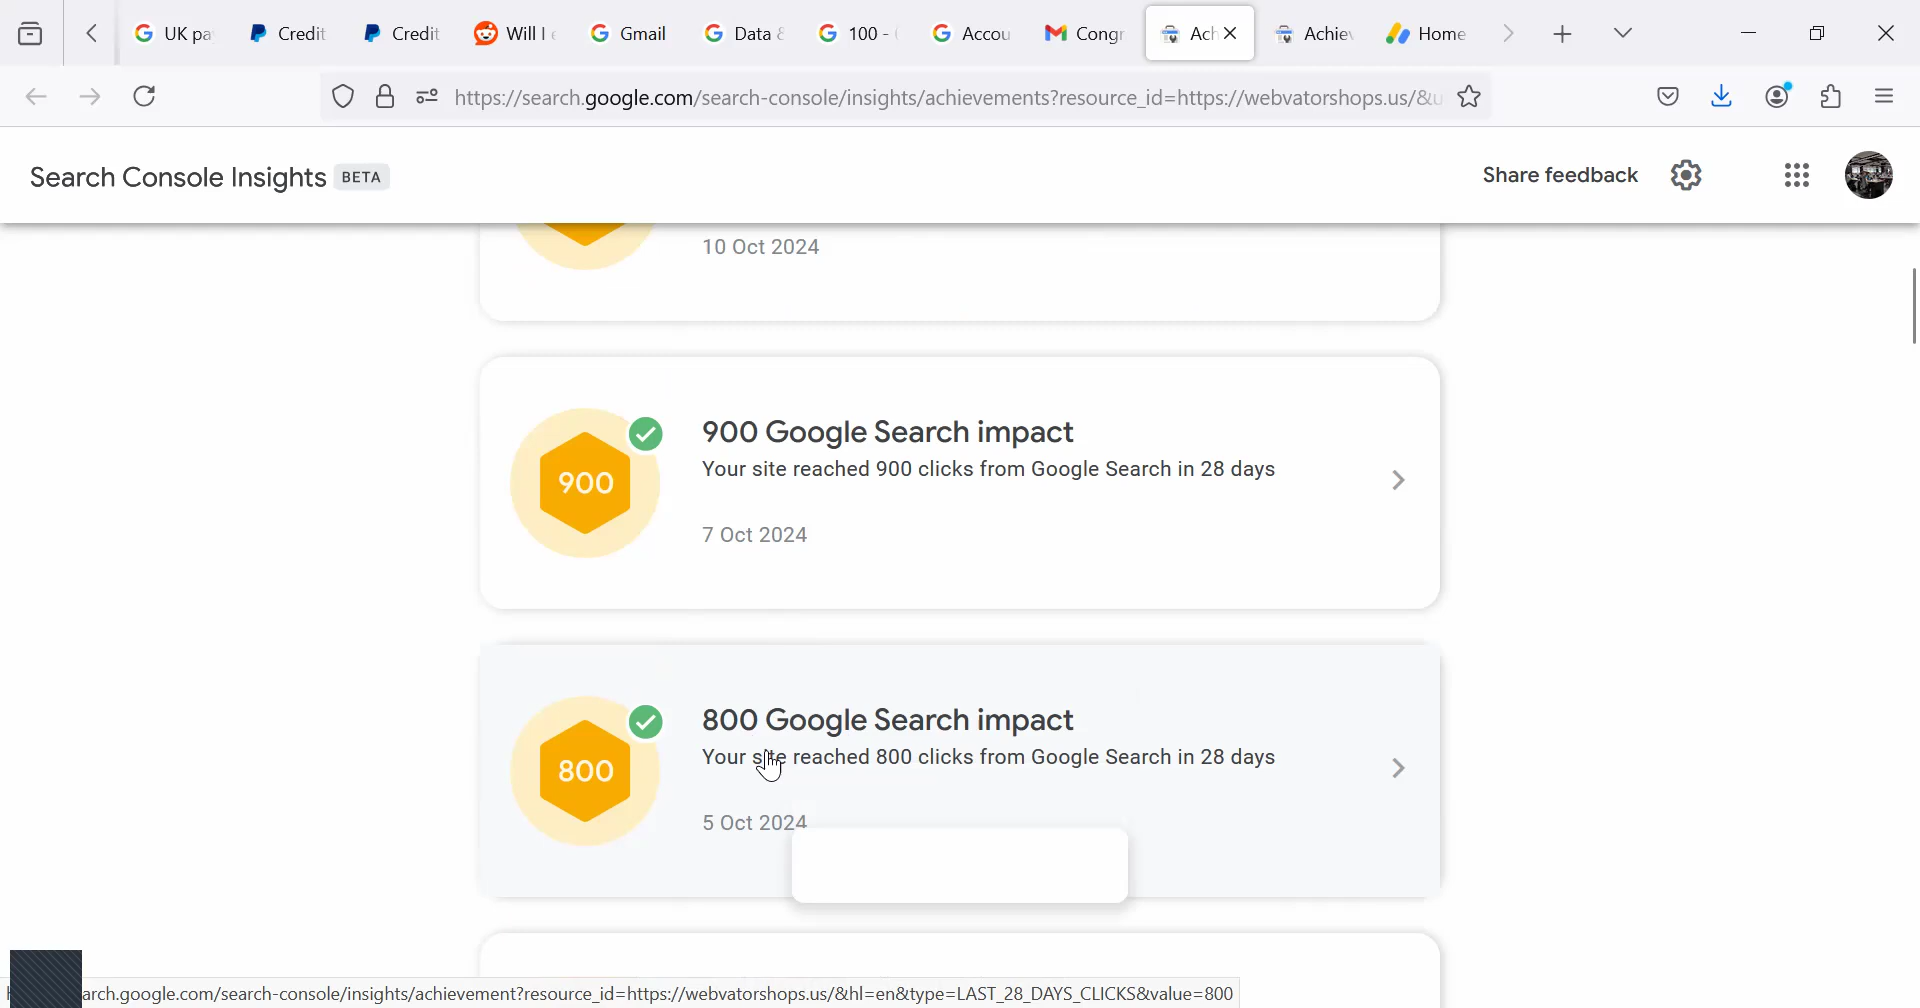 UK pa
Credit
Credit
Will I
Gmail
Data &
100 -
Accou
Congr
Ach
Achiev
Home
https://search.google.com/search-console/insights/achievements?resource_id=https://webvatorshops.us/&u
Search Console Insights BETA
Share feedback
10 Oct 2024
900
900 Google Search impact
Your site reached 900 clicks from Google Search in 28 days
7 Oct 2024
800
800 Google Search impact
Your site reached 800 clicks from Google Search in 28 days
5 Oct 2024
arch.google.com/search-console/insights/achievement?resource_id=https://webvatorshops.us/&hl=en&type=LAST_28_DAYS_CLICKS&value=800